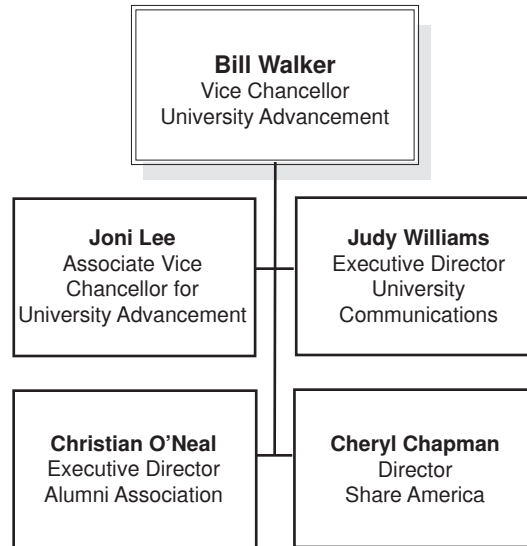 Bill Walker
Vice Chancellor
University Advancement
Joni Lee
Associate Vice
Chancellor for
University Advancement
Judy Williams
Executive Director
University
Communications
Christian O’Neal
Executive Director
Alumni Association
Cheryl Chapman
Director
Share America